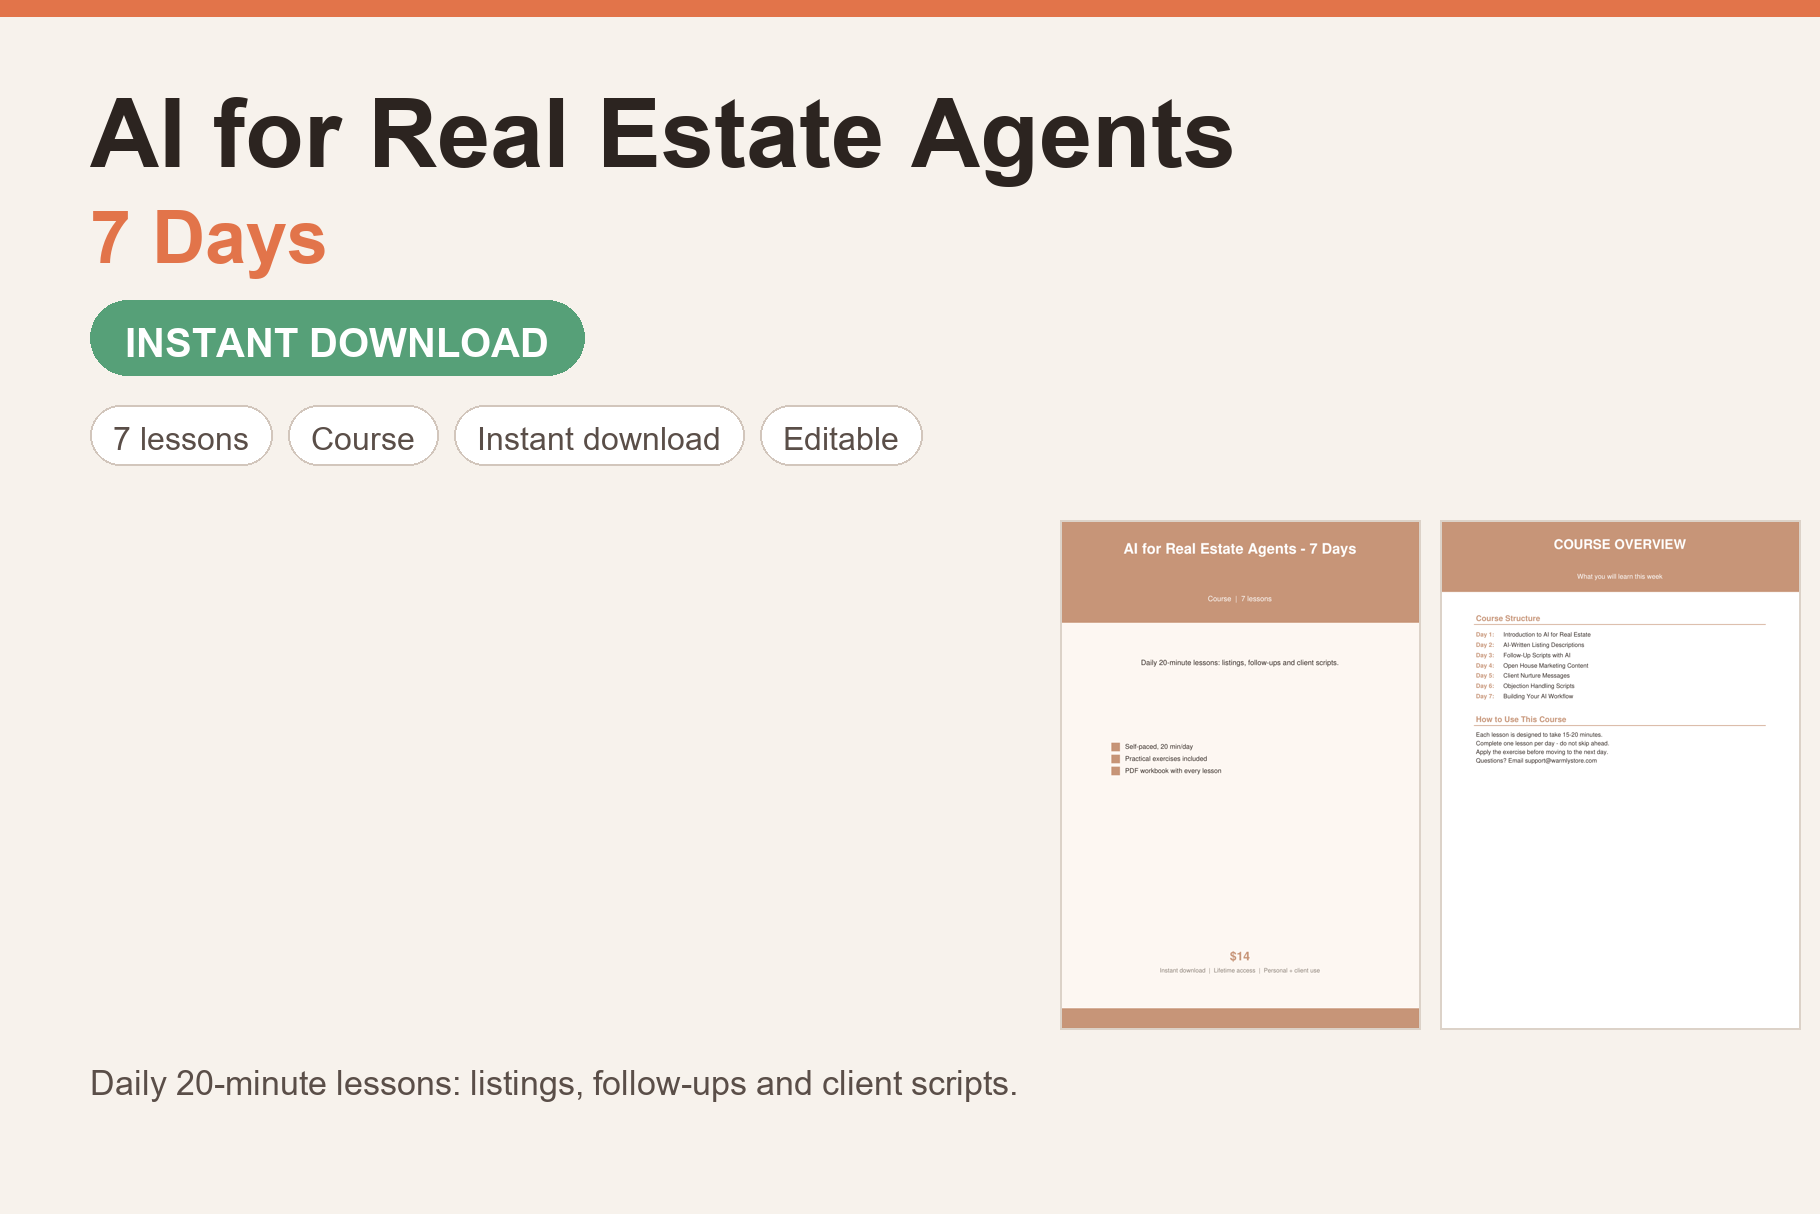 AI for Real Estate Agents
7 Days
INSTANT DOWNLOAD
7 lessons
Course
Instant download
Editable
AI for Real Estate Agents - 7 Days
Course | 7 lessons
Daily 20-minute lessons: listings, follow-ups and client scripts.
Self-paced, 20 min/day
Practical exercises included
PDF workbook with every lesson
$14
Instant download | Lifetime access | Personal + client use
COURSE OVERVIEW
What you will learn this week
Course Structure
Day 1: Introduction to AI for Real Estate
Day 2: AI-Written Listing Descriptions
Day 3: Follow-Up Scripts with AI
Day 4: Open House Marketing Content
Day 5: Client Nurture Messages
Day 6: Objection Handling Scripts
Day 7: Building Your AI Workflow
How to Use This Course
Each lesson is designed to take 15-20 minutes.
Complete one lesson per day - do not skip ahead.
Apply the exercise before moving to the next day.
Questions? Email support@warmlystore.com
Daily 20-minute lessons: listings, follow-ups and client scripts.